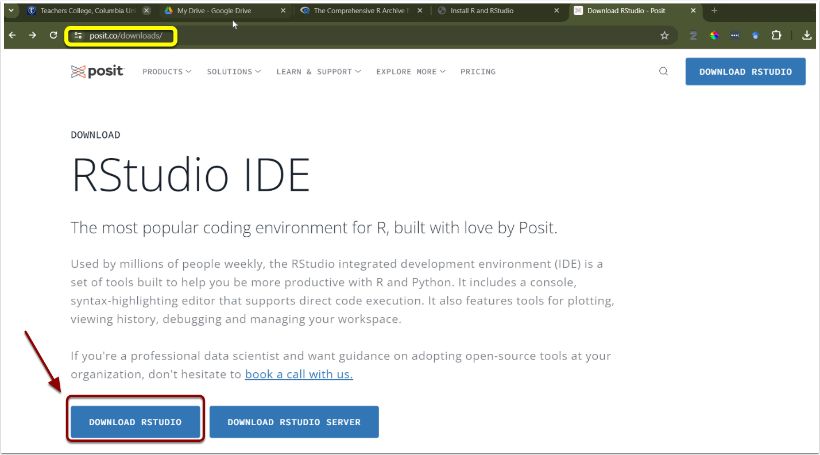 Teachers College, Columbia Uni
My Drive - Google Drive
The Comprehensive R Archive N
Install R and RStudio
Download RStudio - Posit
posit.co/downloads/
posit
PRODUCTS
SOLUTIONS
LEARN & SUPPORT
EXPLORE MORE
PRICING
DOWNLOAD RSTUDIO
DOWNLOAD
RStudio IDE
The most popular coding environment for R, built with love by Posit.
Used by millions of people weekly, the RStudio integrated development environment (IDE) is a
set of tools built to help you be more productive with R and Python. It includes a console,
syntax-highlighting editor that supports direct code execution. It also features tools for plotting,
viewing history, debugging and managing your workspace.
If you're a professional data scientist and want guidance on adopting open-source tools at your
organization, don't hesitate to book a call with us.
DOWNLOAD RSTUDIO
DOWNLOAD RSTUDIO SERVER